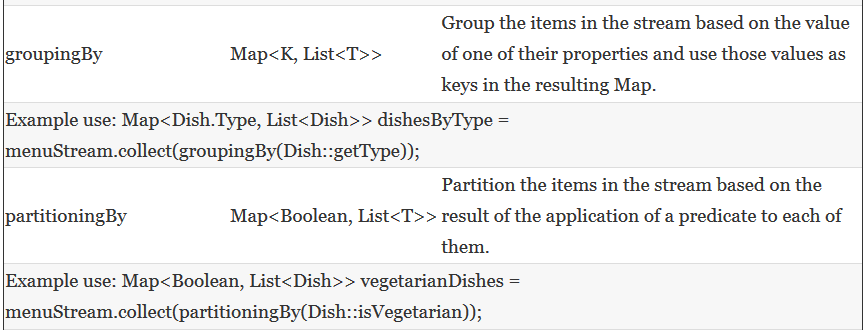 groupingBy Map<K, List<T>> Group the items in the stream based on the value
of one of their properties and use those values as
keys in the resulting Map.
Example use: Map<Dish.Type, List<Dish>> dishesByType =
menuStream.collect(groupingBy(Dish::getType));
partitioningBy Map<Boolean, List<T>> Partition the items in the stream based on the
result of the application of a predicate to each of
them.
Example use: Map<Boolean, List<Dish>> vegetarianDishes =
menuStream.collect(partitioningBy(Dish::isVegetarian));